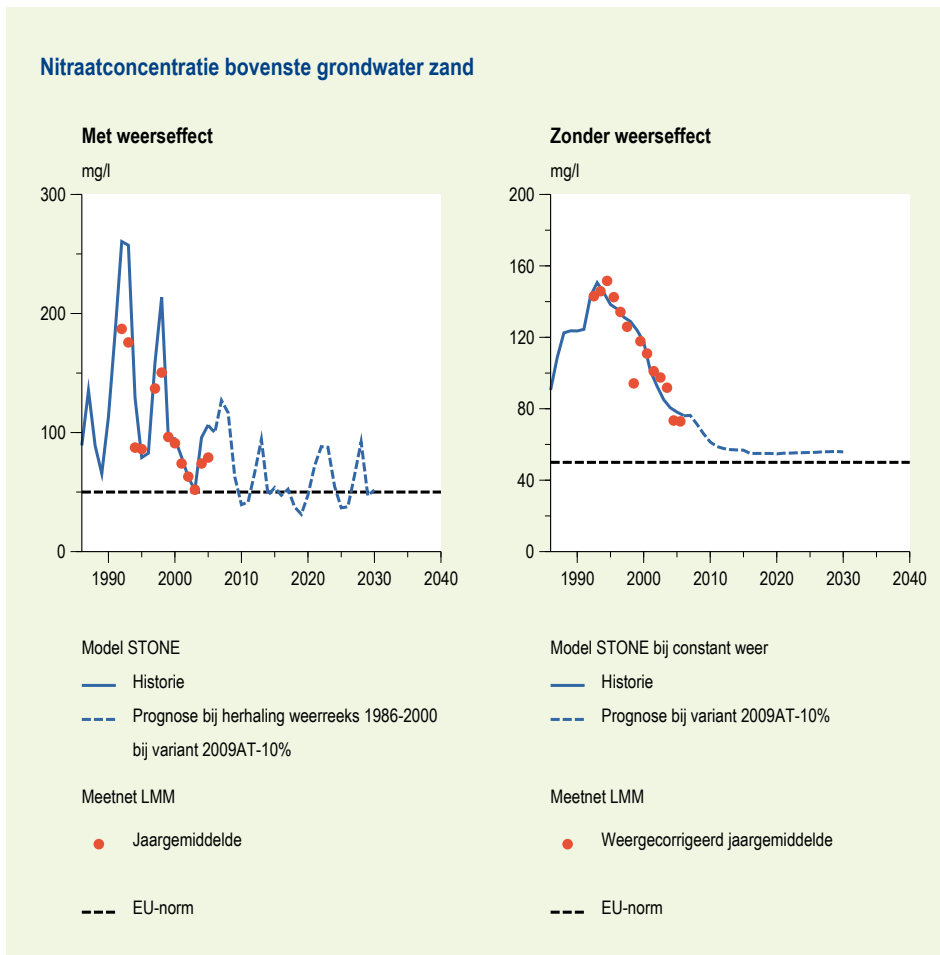 Nitraatconcentratie bovenste grondwater zand
Met weerseffect
mg/l
300
200
100
0
1990 2000 2010 2020 2030 2040
Model STONE
Historie
Prognose bij herhaling weerreeks 1986-2000
bij variant 2009AT-10%
Meetnet LMM
Jaargemiddelde
EU-norm
Zonder weerseffect
mg/l
200
160
120
80
40
0
1990 2000 2010 2020 2030 2040
Model STONE bij constant weer
Historie
Prognose bij variant 2009AT-10%
Meetnet LMM
Weergecorrigeerd jaargemiddelde
EU-norm